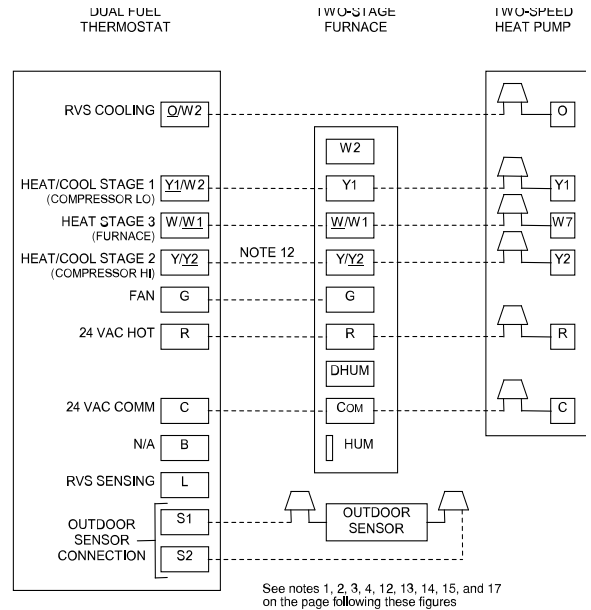 DUAL FUEL
THERMOSTAT
TWO-STAGE
FURNACE
TWO-SPEED
HEAT PUMP
RVS COOLING
O/W2
O
W2
HEAT/COOL STAGE 1
(COMPRESSOR LO)
Y1/W2
Y1
Y1
HEAT STAGE 3
(FURNACE)
W/W1
W/W1
W7
HEAT/COOL STAGE 2
(COMPRESSOR HI)
Y/Y2
NOTE 12
Y/Y2
Y2
FAN
G
G
24 VAC HOT
R
R
R
DHUM
24 VAC COMM
C
COM
C
N/A
B
HUM
RVS SENSING
L
OUTDOOR
SENSOR
CONNECTION
S1
S2
OUTDOOR
SENSOR
See notes 1, 2, 3, 4, 12, 13, 14, 15, and 17
on the page following these figures